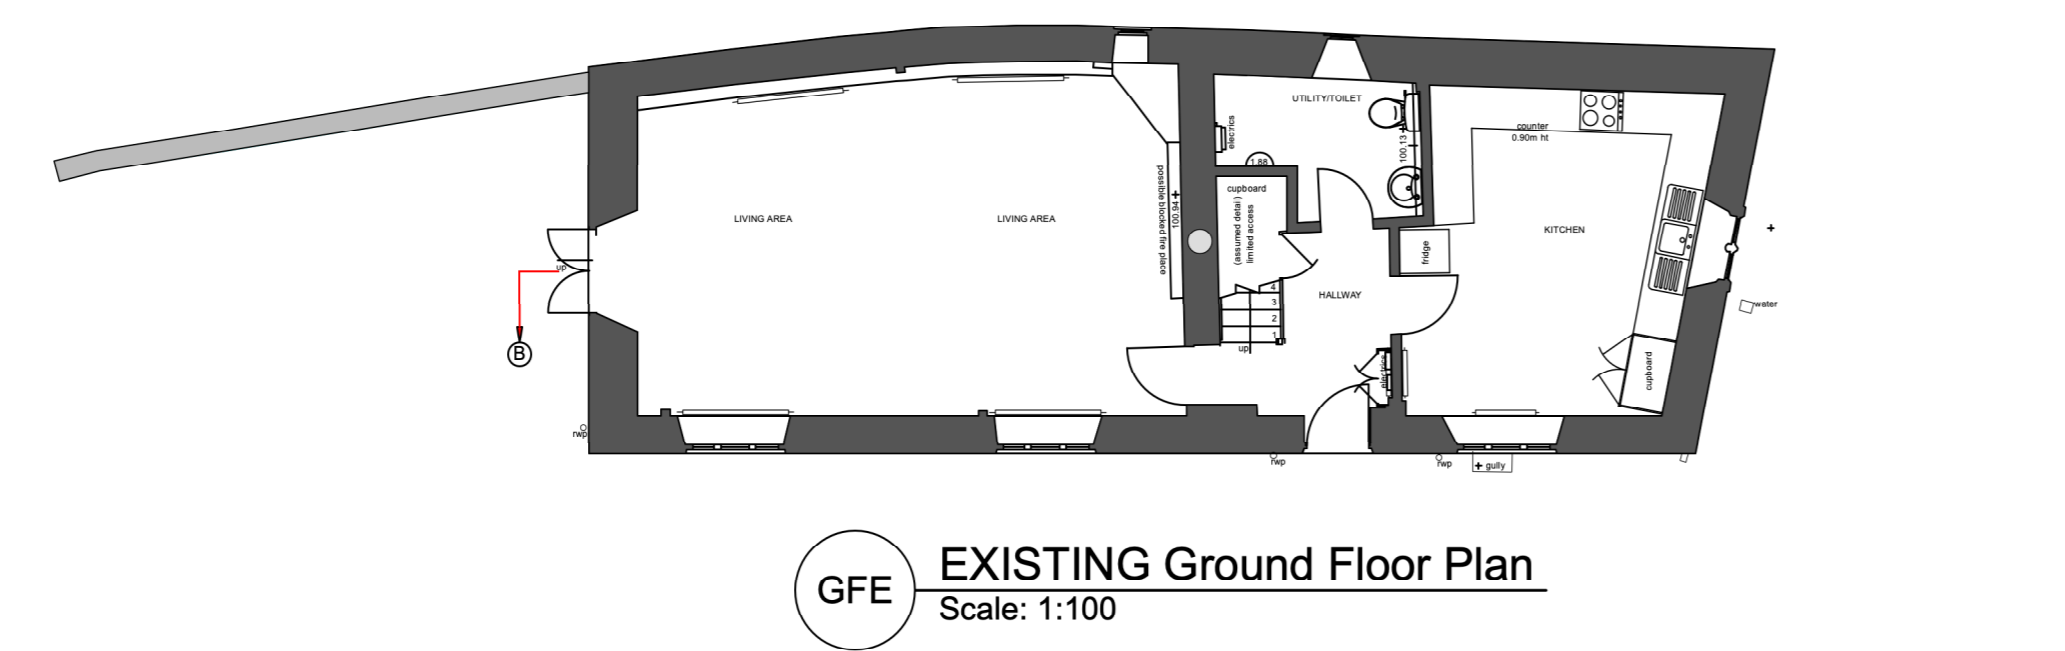 UTILITY/TOILET
electrics
100.13
counter
0.90m ht
1.88
cupboard
(assumed detail)
limited access
possible blocked fire place
100.94
LIVING AREA
LIVING AREA
KITCHEN
fridge
up
HALLWAY
4
3
2
1
up
water
B
electrics
cupboard
rwp
rwp
rwp
gully
GFE
EXISTING Ground Floor Plan
Scale: 1:100